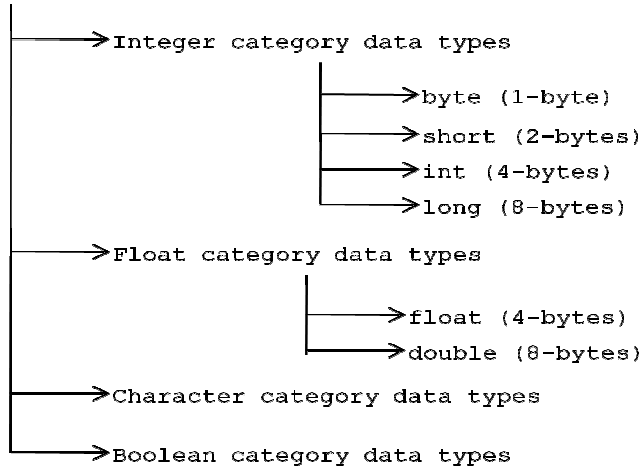 Integer category data types
byte (1-byte)
short (2-bytes)
int (4-bytes)
long (8-bytes)
Float category data types
float (4-bytes)
double (8-bytes)
Character category data types
Boolean category data types